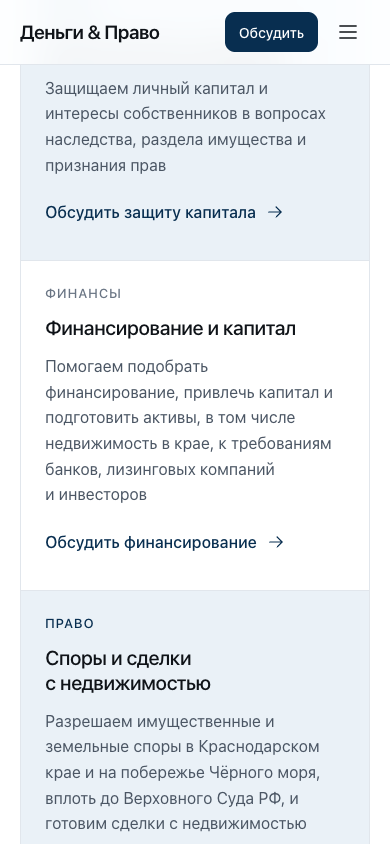 Деньги & Право
Обсудить
Защищаем личный капитал и
интересы собственников в вопросах
наследства, раздела имущества и
признания прав
Обсудить защиту капитала →
ФИНАНСЫ
Финансирование и капитал
Помогаем подобрать
финансирование, привлечь капитал и
подготовить активы, в том числе
недвижимость в крае, к требованиям
банков, лизинговых компаний
и инвесторов
Обсудить финансирование →
ПРАВО
Споры и сделки
с недвижимостью
Разрешаем имущественные и
земельные споры в Краснодарском
крае и на побережье Чёрного моря,
вплоть до Верховного Суда РФ, и
готовим сделки с недвижимостью